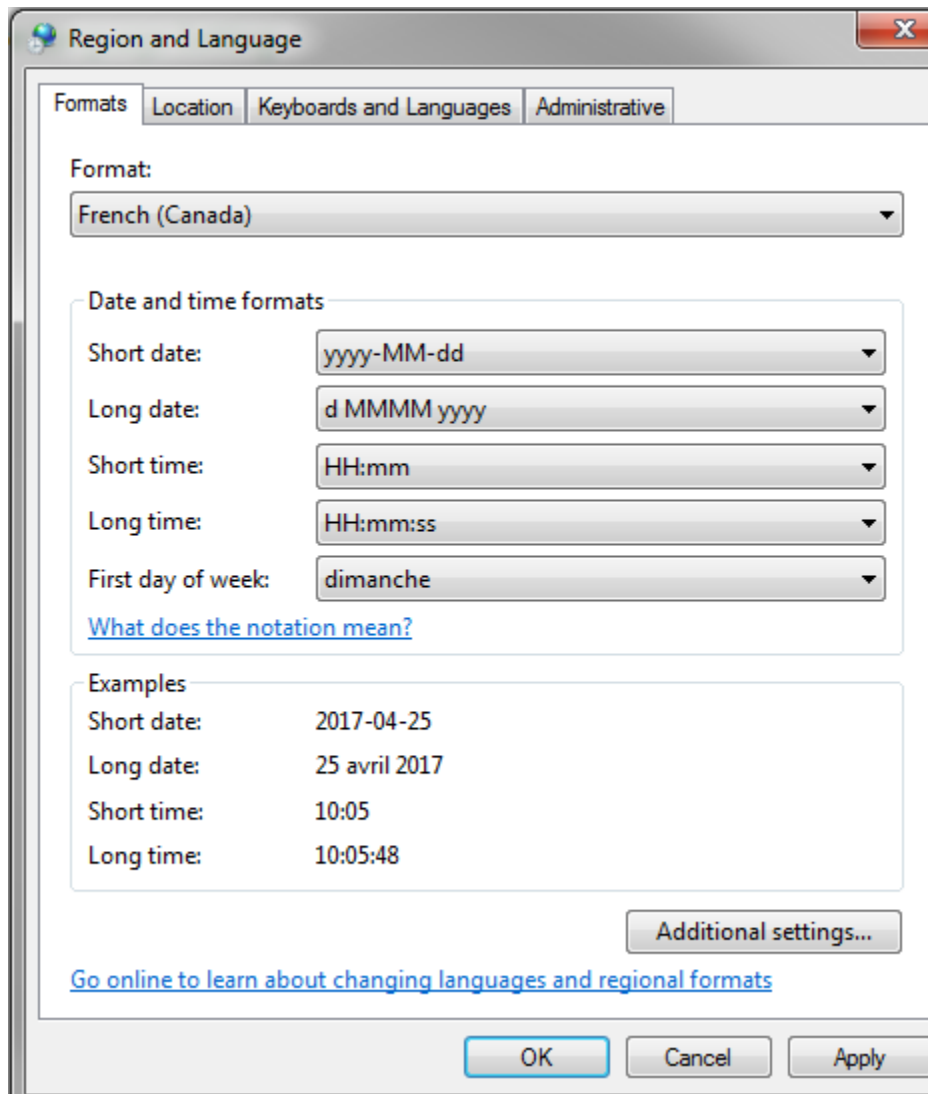 Region and Language
Formats Location Keyboards and Languages Administrative
Format:
French (Canada)
Date and time formats
Short date: yyyy-MM-dd
Long date: d MMMM yyyy
Short time: HH:mm
Long time: HH:mm:ss
First day of week: dimanche
What does the notation mean?
Examples
Short date: 2017-04-25
Long date: 25 avril 2017
Short time: 10:05
Long time: 10:05:48
Additional settings...
Go online to learn about changing languages and regional formats
OK Cancel Apply